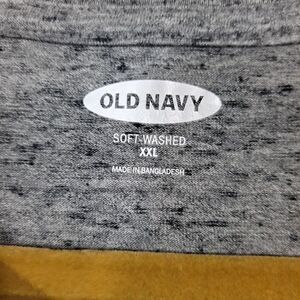 OLD NAVY
SOFT-WASHED
XXL
MADE IN BANGLADESH